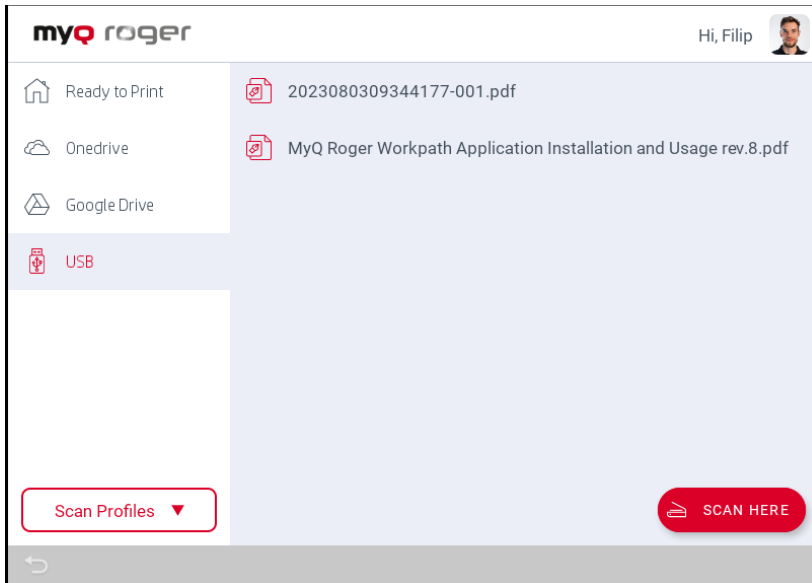 myQ roger
Hi, Filip
Ready to Print
Onedrive
Google Drive
USB
2023080309344177-001.pdf
MyQ Roger Workpath Application Installation and Usage rev.8.pdf
Scan Profiles ▼
SCAN HERE